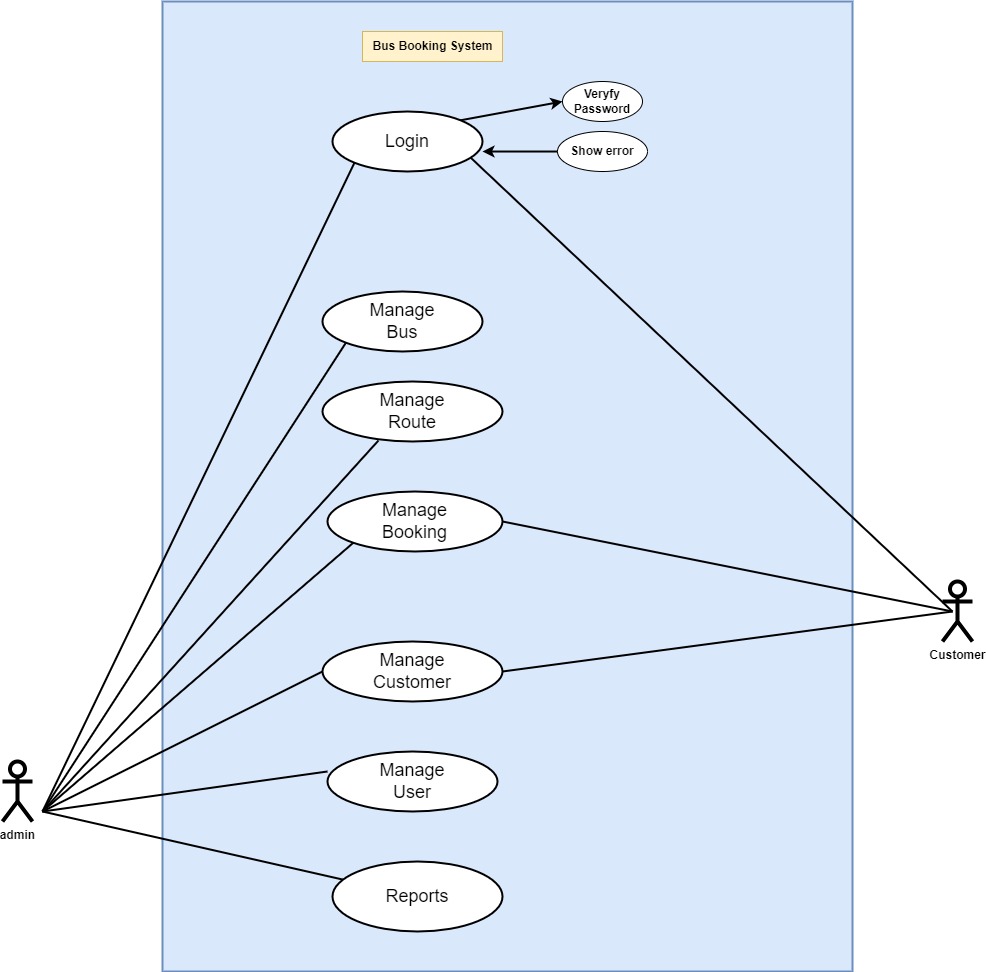 Bus Booking System
Veryfy
Password
Login
Show error
Manage
Bus
Manage
Route
Manage
Booking
Customer
Manage
Customer
Manage
User
admin
Reports